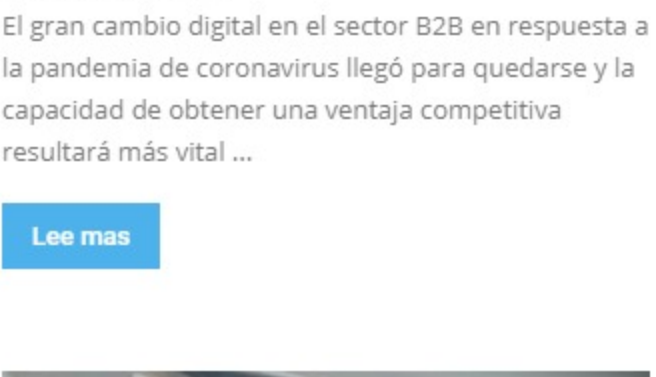 El gran cambio digital en el sector B2B en respuesta a
la pandemia de coronavirus llegó para quedarse y la
capacidad de obtener una ventaja competitiva
resultará más vital ...
Lee mas